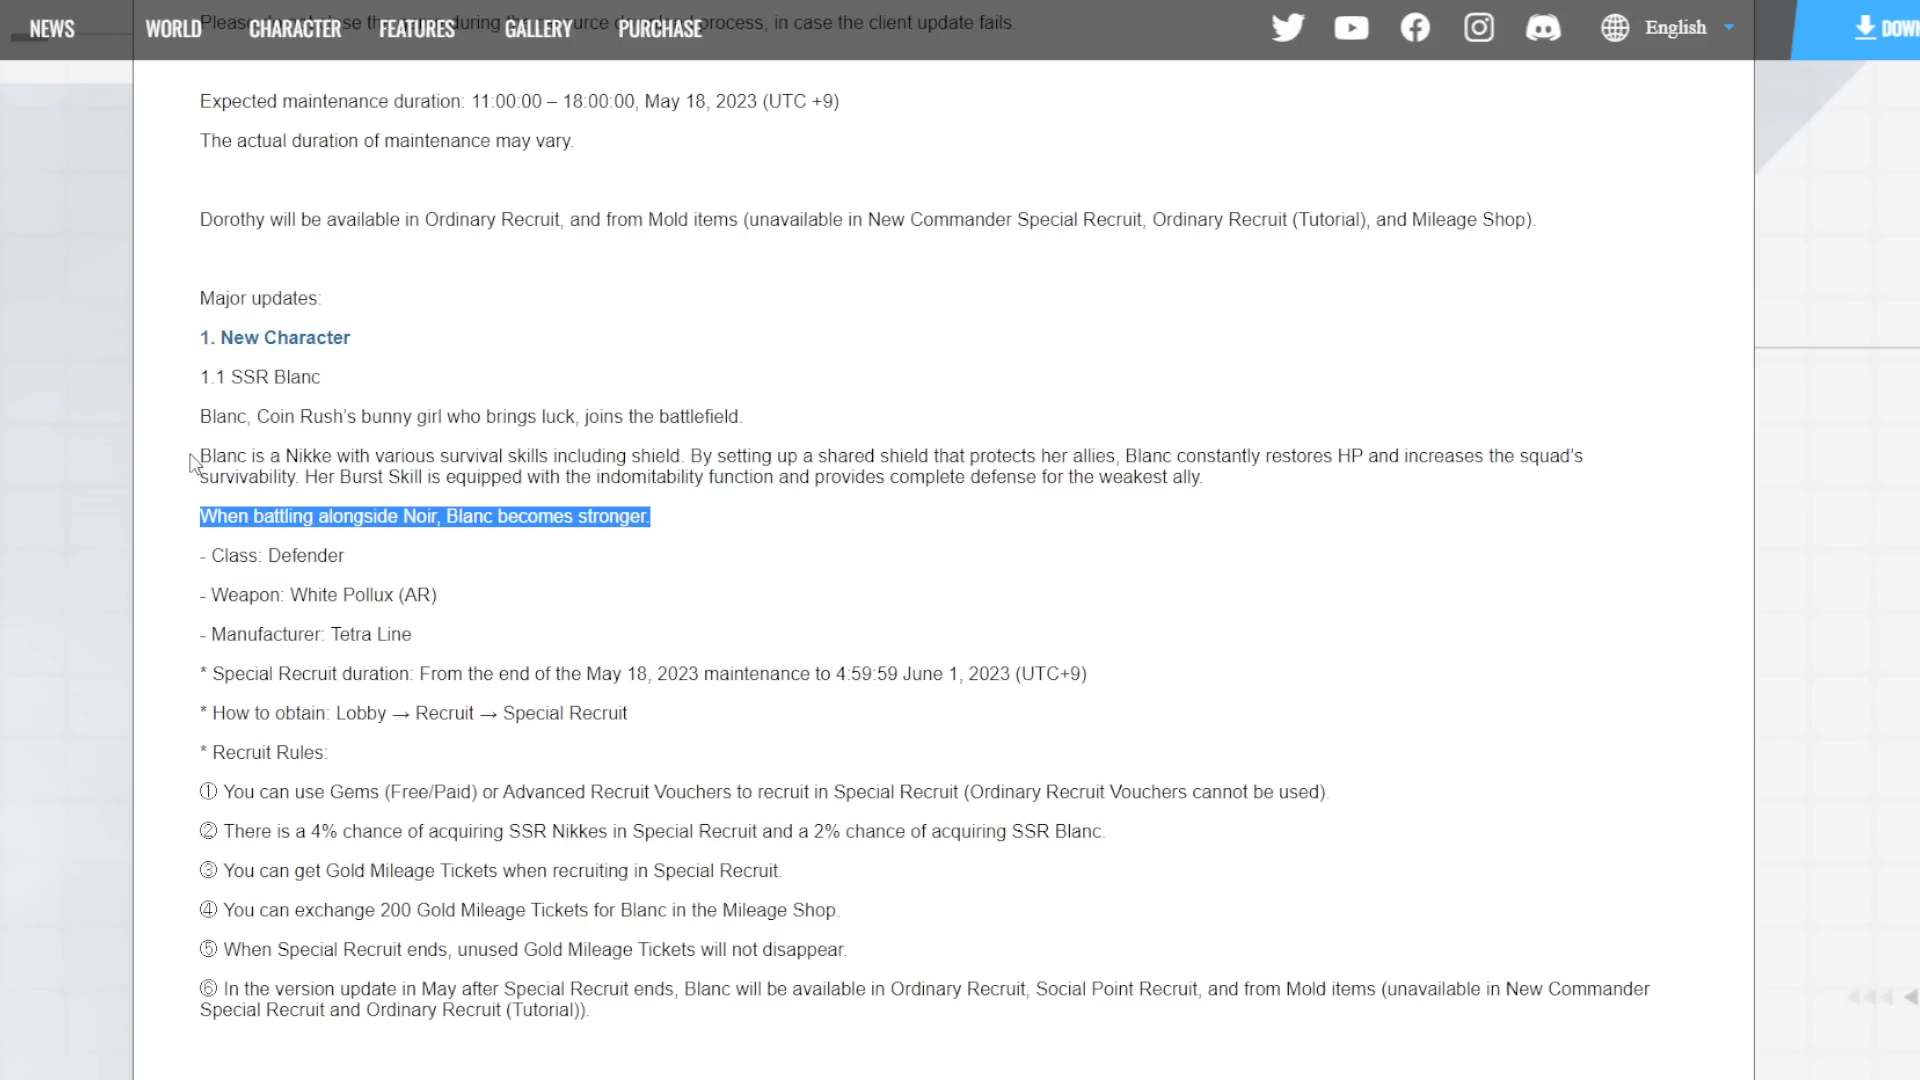 NEWS WORLD CHARACTER FEATURES GALLERY PURCHASE English
in case the client update fails.
Expected maintenance duration: 11:00:00 – 18:00:00, May 18, 2023 (UTC +9)
The actual duration of maintenance may vary.
Dorothy will be available in Ordinary Recruit, and from Mold items (unavailable in New Commander Special Recruit, Ordinary Recruit (Tutorial), and Mileage Shop).
Major updates:
1. New Character
1.1 SSR Blanc
Blanc, Coin Rush’s bunny girl who brings luck, joins the battlefield.
Blanc is a Nikke with various survival skills including shield. By setting up a shared shield that protects her allies, Blanc constantly restores HP and increases the squad’s
survivability. Her Burst Skill is equipped with the indomitability function and provides complete defense for the weakest ally.
When battling alongside Noir, Blanc becomes stronger.
- Class: Defender
- Weapon: White Pollux (AR)
- Manufacturer: Tetra Line
* Special Recruit duration: From the end of the May 18, 2023 maintenance to 4:59:59 June 1, 2023 (UTC+9)
* How to obtain: Lobby → Recruit → Special Recruit
* Recruit Rules:
① You can use Gems (Free/Paid) or Advanced Recruit Vouchers to recruit in Special Recruit (Ordinary Recruit Vouchers cannot be used).
② There is a 4% chance of acquiring SSR Nikkes in Special Recruit and a 2% chance of acquiring SSR Blanc.
③ You can get Gold Mileage Tickets when recruiting in Special Recruit.
④ You can exchange 200 Gold Mileage Tickets for Blanc in the Mileage Shop.
⑤ When Special Recruit ends, unused Gold Mileage Tickets will not disappear.
⑥ In the version update in May after Special Recruit ends, Blanc will be available in Ordinary Recruit, Social Point Recruit, and from Mold items (unavailable in New Commander
Special Recruit and Ordinary Recruit (Tutorial)).